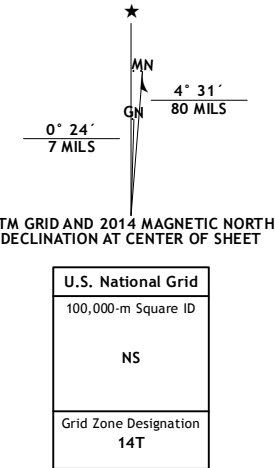 ★
MN
GN
4° 31´
80 MILS
0° 24´
7 MILS
TM GRID AND 2014 MAGNETIC NORTH
DECLINATION AT CENTER OF SHEET
U.S. National Grid
100,000-m Square ID
NS
Grid Zone Designation
14T